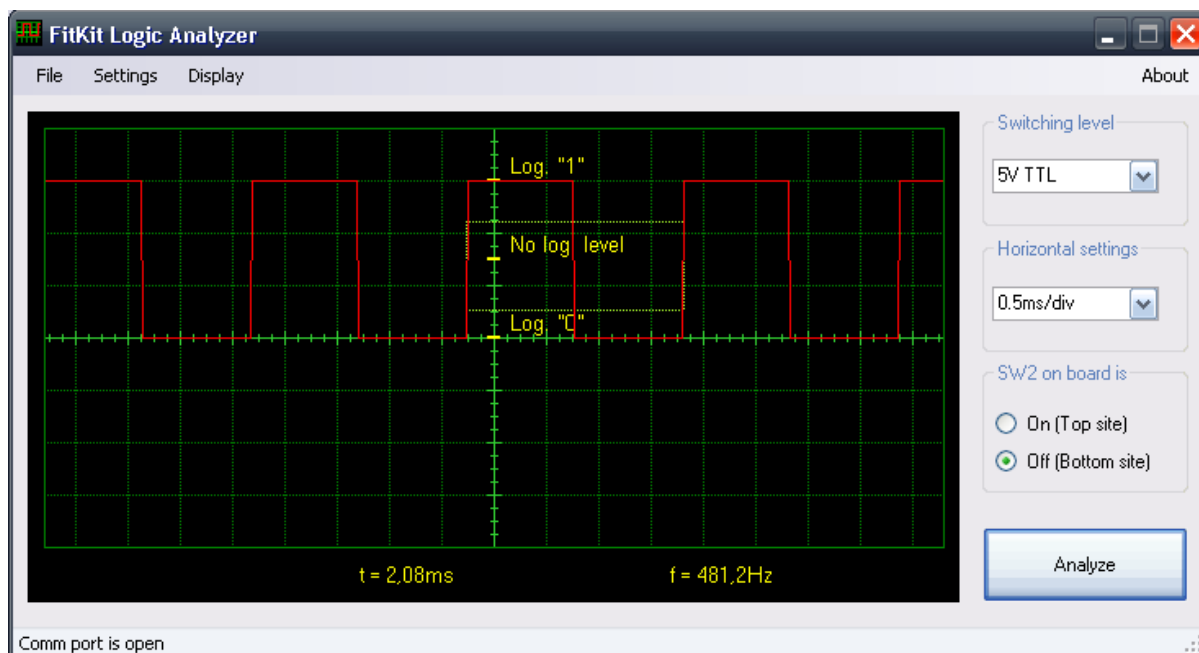 FitKit Logic Analyzer
File Settings Display About
Switching level
5V TTL
Log. "1"
No log level
Log. "0"
Horizontal settings
0.5ms/div
SW2 on board is
On (Top site)
Off (Bottom site)
Analyze
t = 2,08ms f = 481,2Hz
Comm port is open